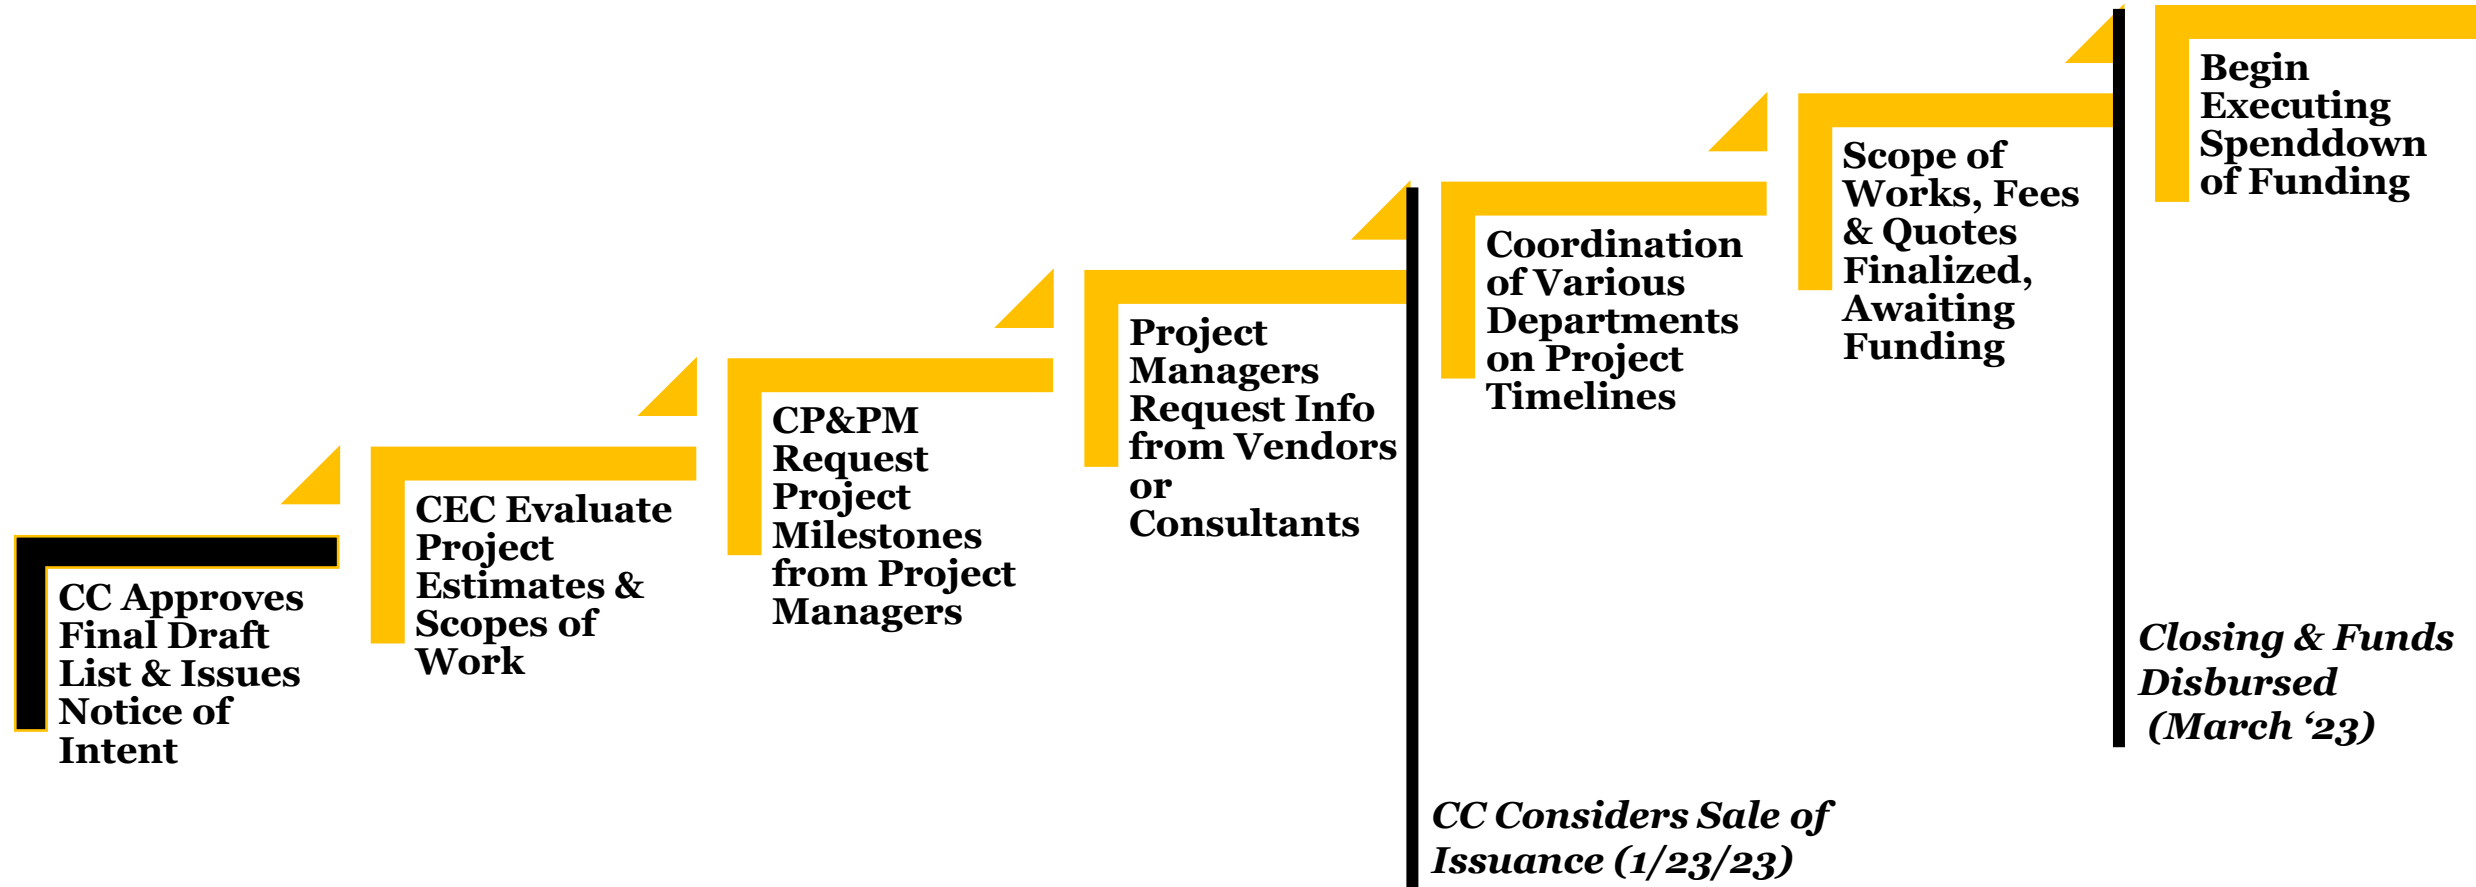 CC Approves
Final Draft
List & Issues
Notice of
Intent
CEC Evaluate
Project
Estimates &
Scopes of
Work
CP&PM
Request
Project
Milestones
from Project
Managers
Project
Managers
Request Info
from Vendors
or
Consultants
CC Considers Sale of
Issuance (1/23/23)
Coordination
of Various
Departments
on Project
Timelines
Scope of
Works, Fees
& Quotes
Finalized,
Awaiting
Funding
Closing & Funds
Disbursed
(March ‘23)
Begin
Executing
Spenddown
of Funding